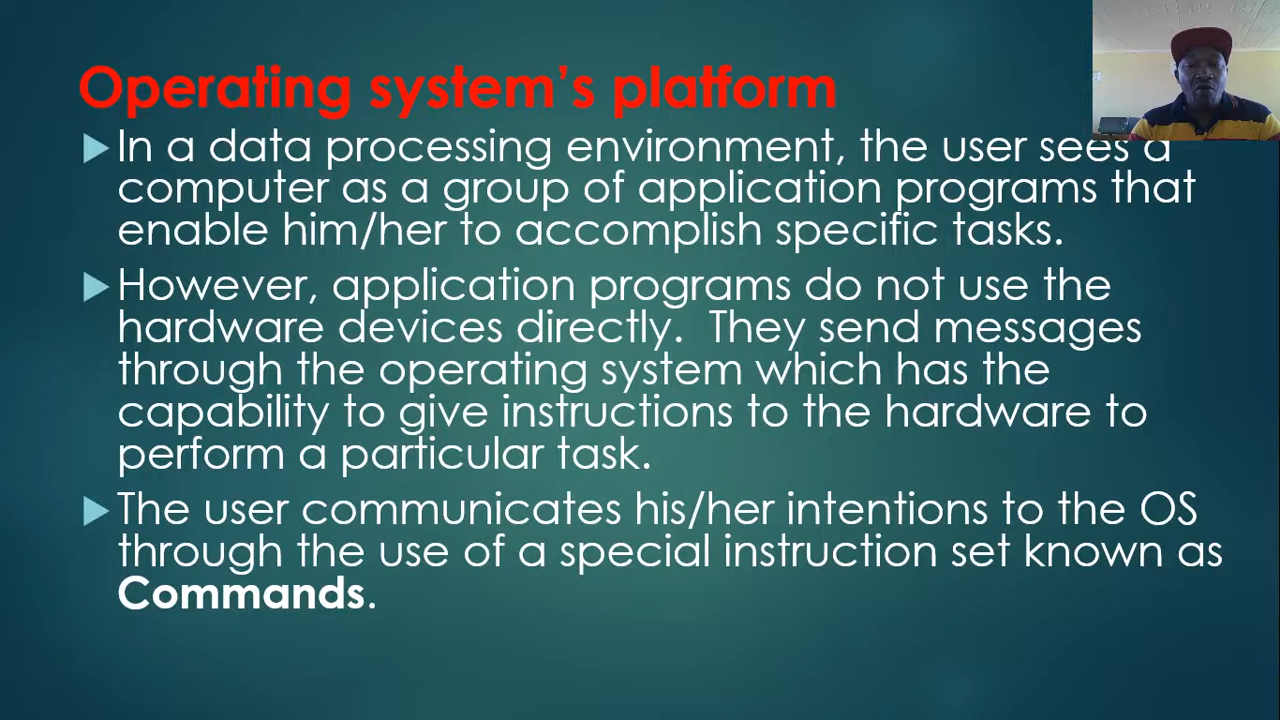 Operating system's platform
In a data processing environment, the user sees a
computer as a group of application programs that
enable him/her to accomplish specific tasks.
However, application programs do not use the
hardware devices directly.  They send messages
through the operating system which has the
capability to give instructions to the hardware to
perform a particular task.
The user communicates his/her intentions to the OS
through the use of a special instruction set known as
Commands.